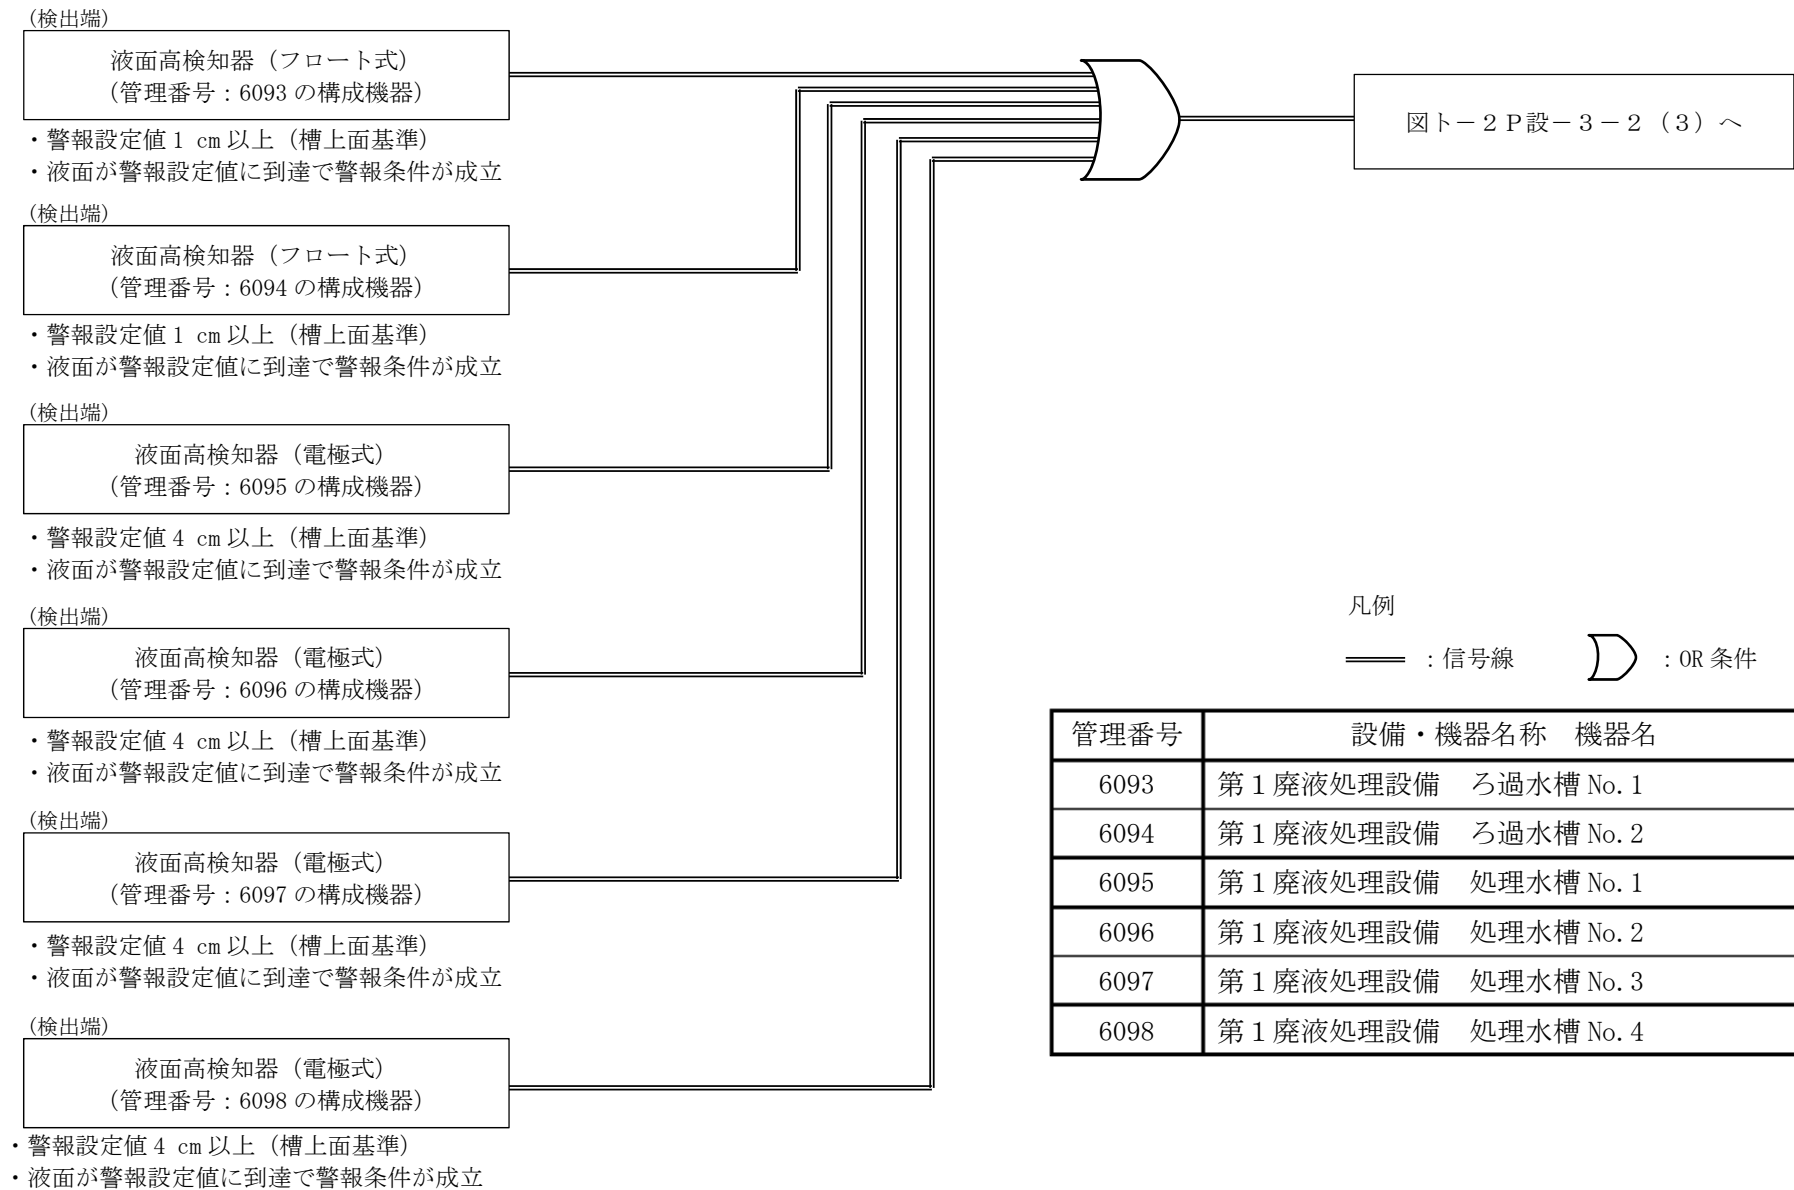 (検出端)
液面高検知器（フロート式）
（管理番号：6093 の構成機器）
・警報設定値 1 cm 以上（槽上面基準）
・液面が警報設定値に到達で警報条件が成立
(検出端)
液面高検知器（フロート式）
（管理番号：6094 の構成機器）
・警報設定値 1 cm 以上（槽上面基準）
・液面が警報設定値に到達で警報条件が成立
(検出端)
液面高検知器（電極式）
（管理番号：6095 の構成機器）
・警報設定値 4 cm 以上（槽上面基準）
・液面が警報設定値に到達で警報条件が成立
(検出端)
液面高検知器（電極式）
（管理番号：6096 の構成機器）
・警報設定値 4 cm 以上（槽上面基準）
・液面が警報設定値に到達で警報条件が成立
(検出端)
液面高検知器（電極式）
（管理番号：6097 の構成機器）
・警報設定値 4 cm 以上（槽上面基準）
・液面が警報設定値に到達で警報条件が成立
(検出端)
液面高検知器（電極式）
（管理番号：6098 の構成機器）
・警報設定値 4 cm 以上（槽上面基準）
・液面が警報設定値に到達で警報条件が成立
図ト－２Ｐ設－３－２（３）へ
凡例
：信号線 ：OR 条件
管理番号 設備・機器名称　機器名
6093 第１廃液処理設備　ろ過水槽 No.1
6094 第１廃液処理設備　ろ過水槽 No.2
6095 第１廃液処理設備　処理水槽 No.1
6096 第１廃液処理設備　処理水槽 No.2
6097 第１廃液処理設備　処理水槽 No.3
6098 第１廃液処理設備　処理水槽 No.4